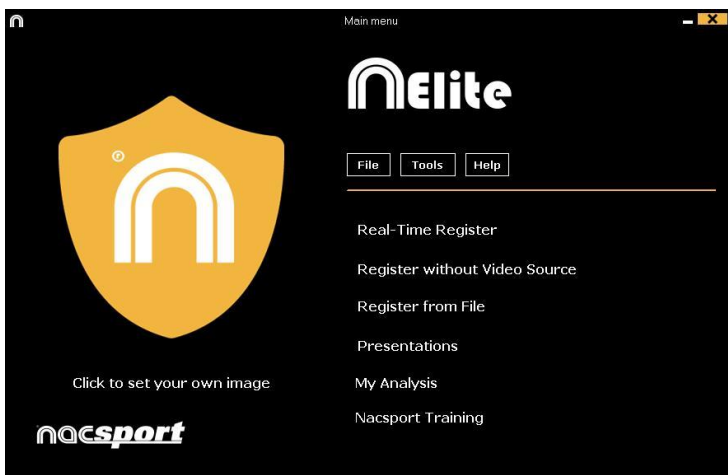 Main menu
nElite
File Tools Help
Real-Time Register
Register without Video Source
Register from File
Presentations
My Analysis
Nacsport Training
n
®
Click to set your own image
nacsport